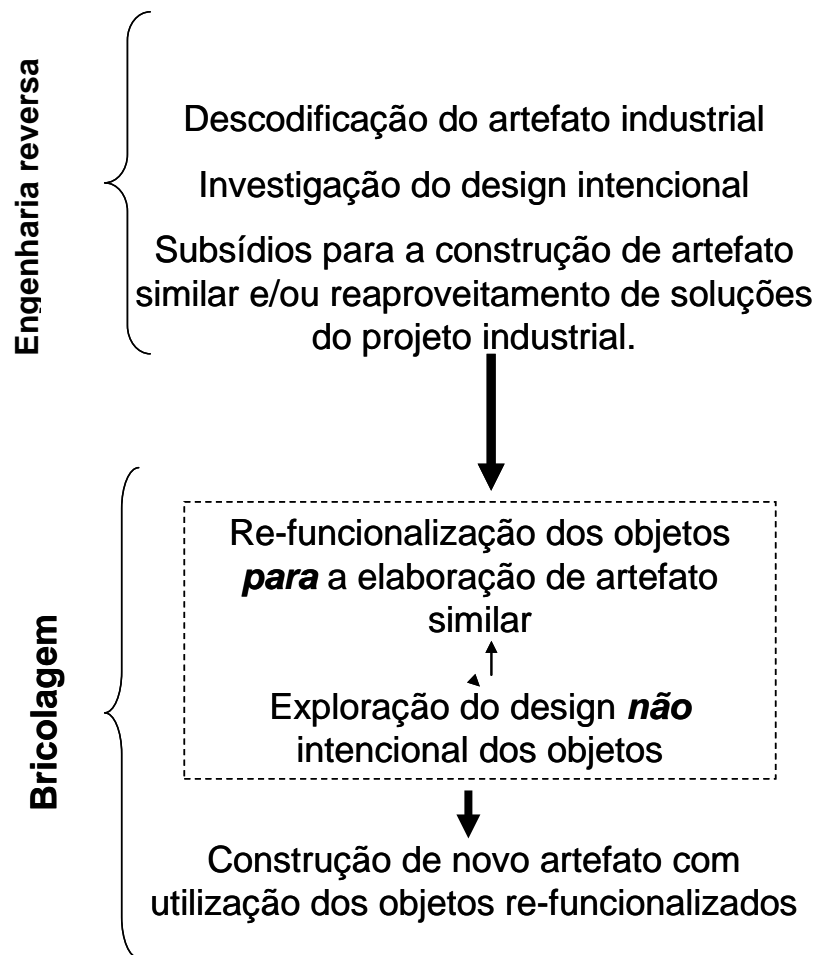 Engenharia reversa
Descodificação do artefato industrial
Investigação do design intencional
Subsídios para a construção de artefato
similar e/ou reaproveitamento de soluções
do projeto industrial.
Bricolagem
Re-funcionalização dos objetos
para a elaboração de artefato
similar
Exploração do design não
intencional dos objetos
Construção de novo artefato com
utilização dos objetos re-funcionalizados